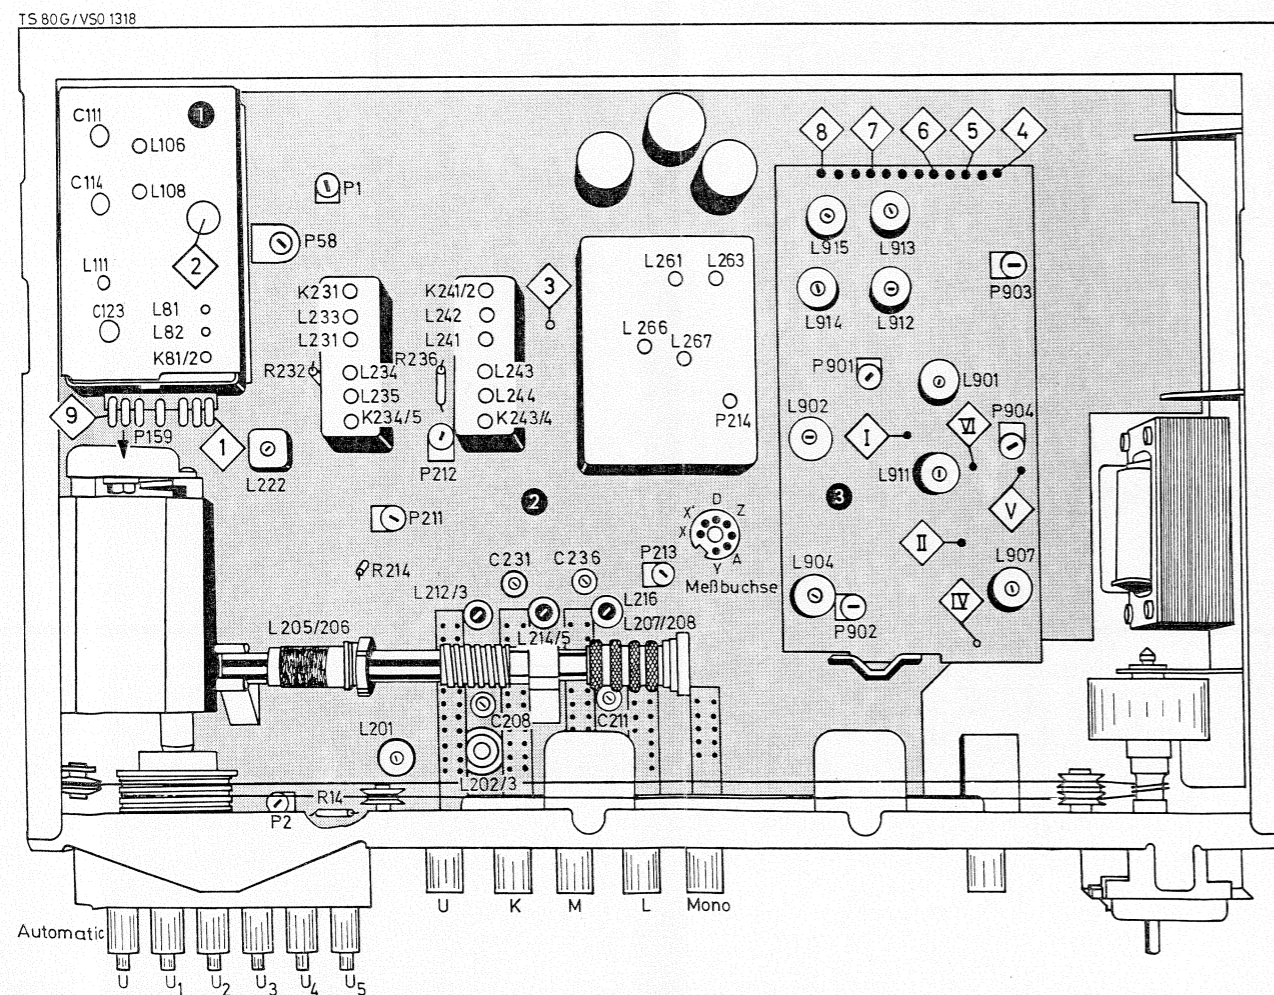 TS 80 G / VSO 1318
C111
1
L106
C114
L108
P1
P58
2
L111
C123
L81
L82
K81/2
9
P159
1
L222
K231
L233
L231
R232
L234
L235
K234/5
K241/2
L242
L241
R236
L243
L244
K243/4
P212
3
L261
L263
L266
L267
P214
8
7
6
5
4
L915
L913
P903
L914
L912
P901
L901
L902
I
VI
P904
L911
3
V
II
L904
L907
P902
IV
2
P211
R214
D
X'
Z
X
A
Y
Meßbuchse
P213
C231
C236
L212/3
L214/5
L216
L207/208
L205/206
C208
C211
L201
L202/3
R14
P2
U
K
M
L
Mono
Automatic
U
U1
U2
U3
U4
U5